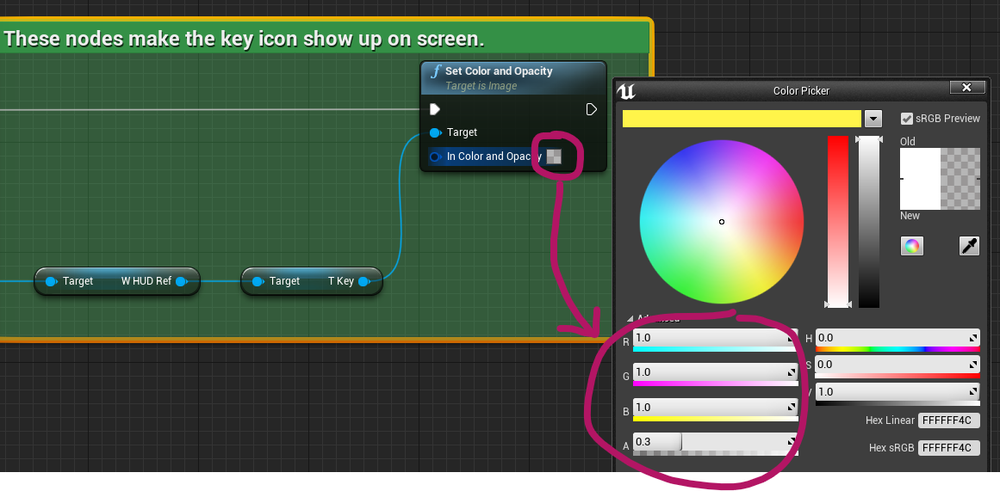 These nodes make the key icon show up on screen.
f Set Color and Opacity
Target is Image
Target
In Color and Opacity
Target W HUD Ref
Target T Key
Color Picker
sRGB Preview
Old
New
Advanced
R 1.0
G 1.0
B 1.0
A 0.3
H 0.0
S 0.0
V 1.0
Hex Linear FFFFFF4C
Hex sRGB FFFFFF4C